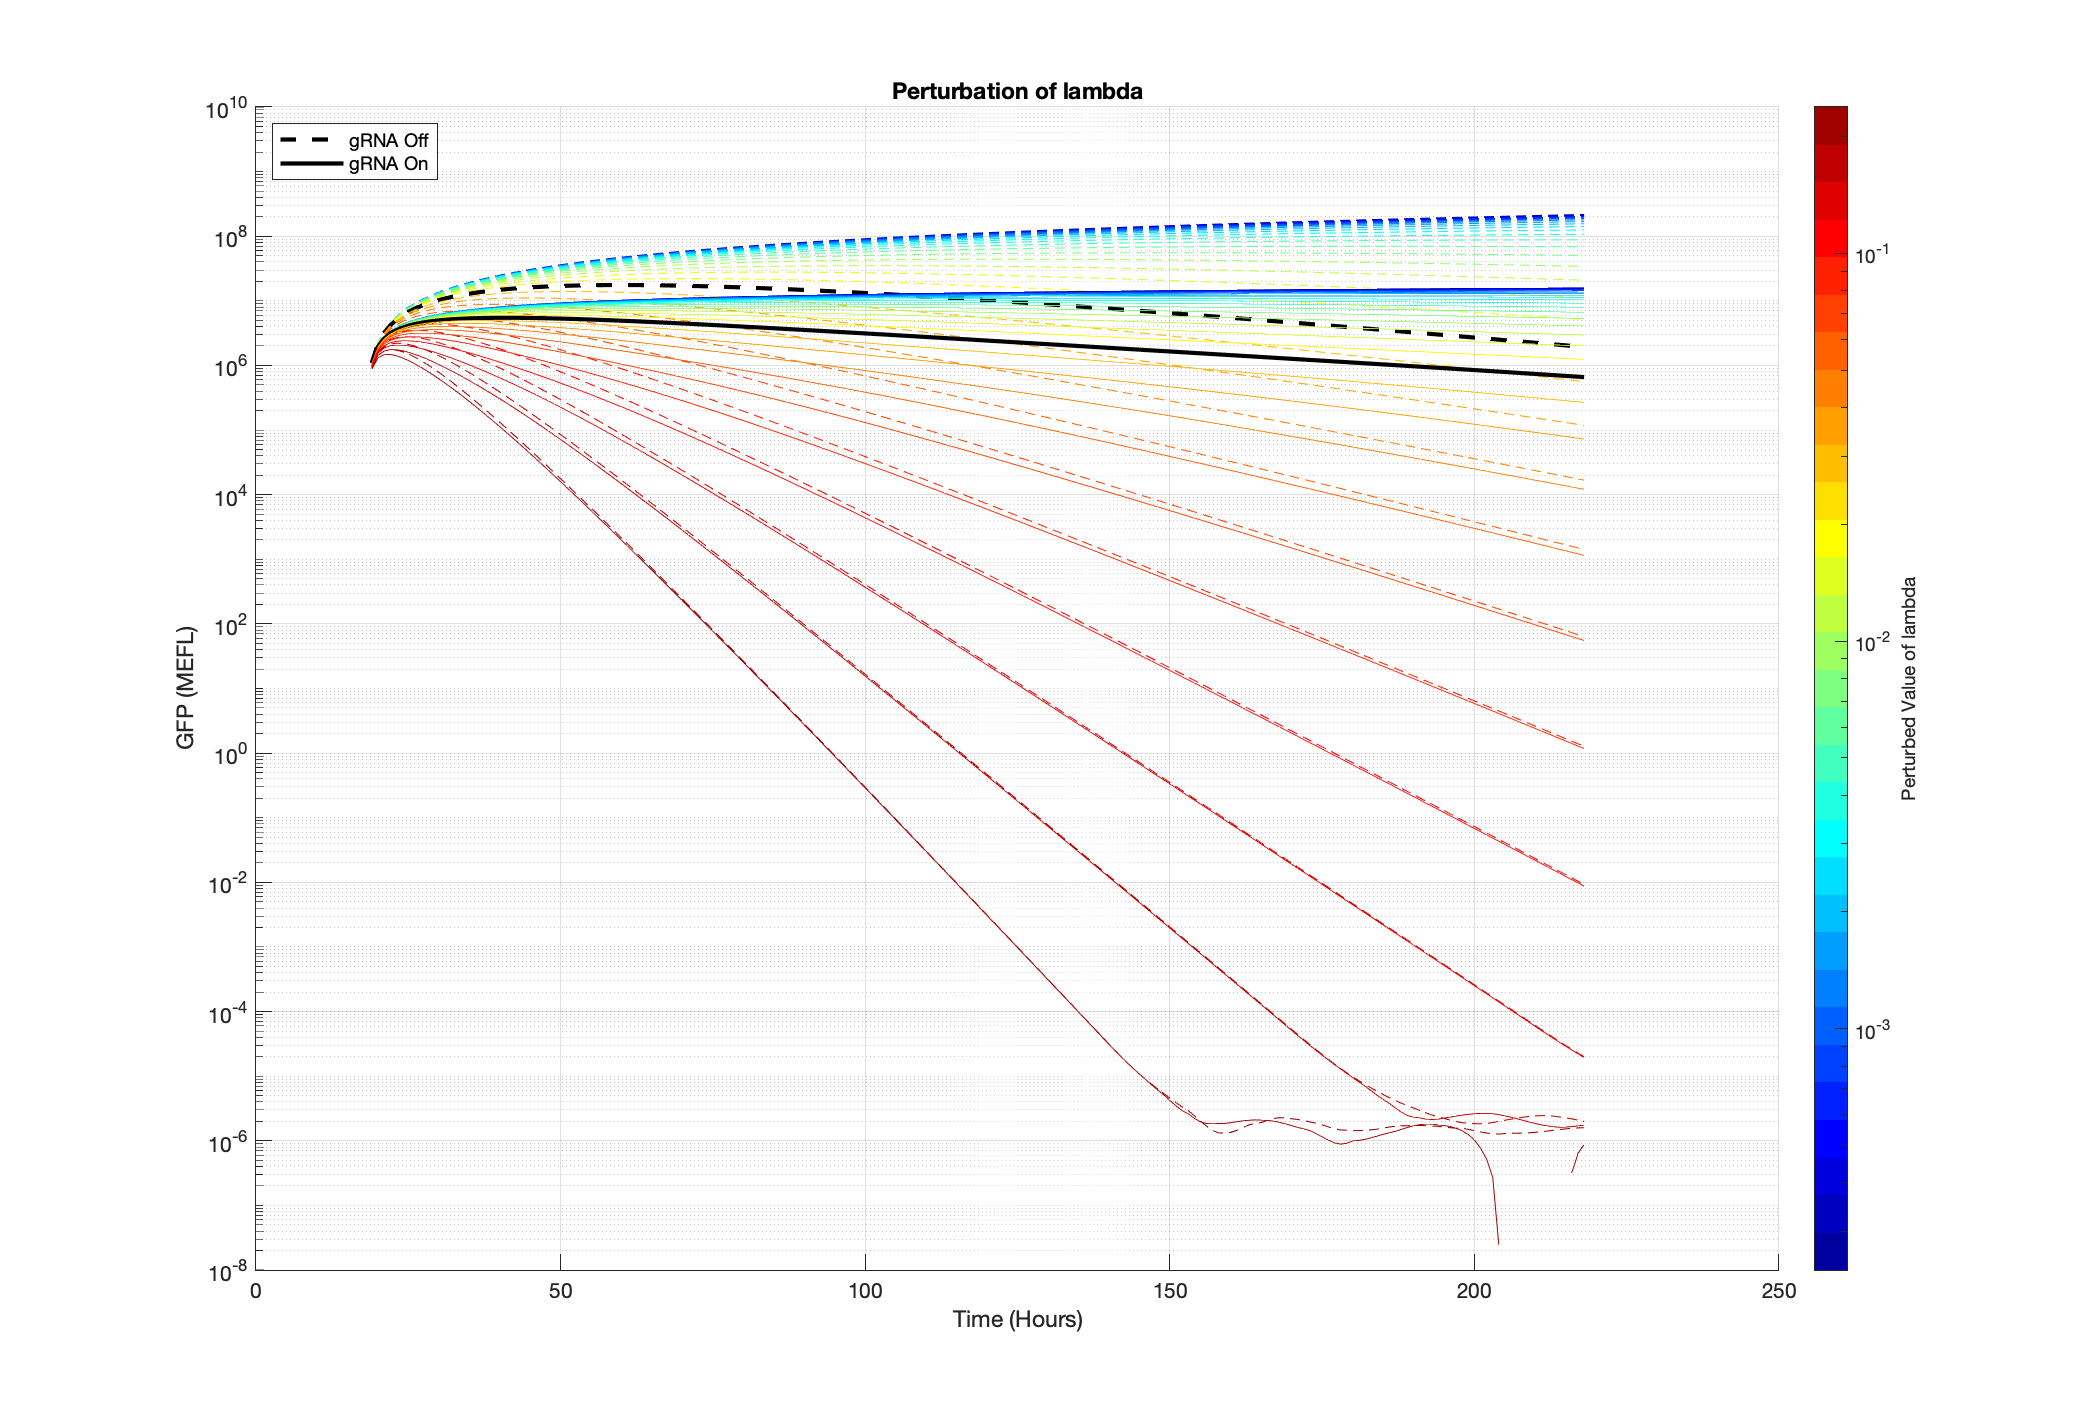 Perturbation of lambda
gRNA Off
gRNA On
GFP (MEFL)
10^10
10^8
10^6
10^4
10^2
10^0
10^-2
10^-4
10^-6
10^-8
0 50 100 150 200 250
Time (Hours)
10^-1
10^-2
10^-3
Perturbed Value of lambda